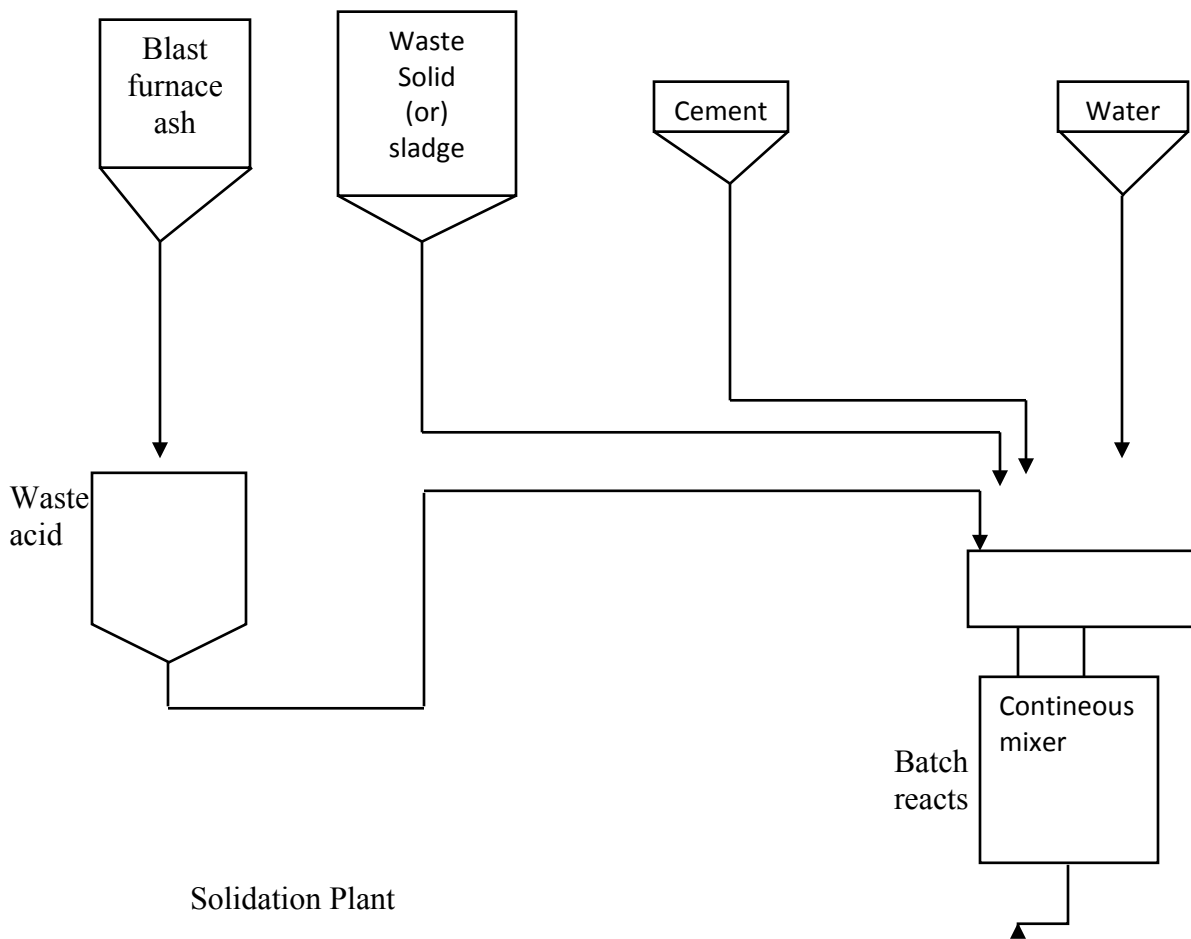 Blast
furnace
ash
Waste
Solid
(or)
sladge
Cement
Water
Waste
acid
Contineous
mixer
Batch
reacts
Solidation Plant